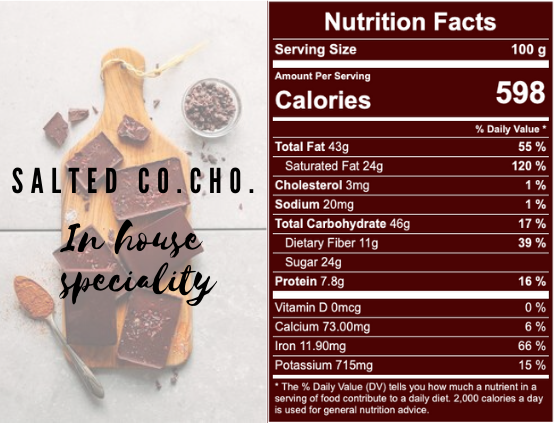 SALTED CO.CHO.
In house
speciality
Nutrition Facts
Serving Size 100 g
Amount Per Serving
Calories 598
% Daily Value *
Total Fat 43g 55 %
Saturated Fat 24g 120 %
Cholesterol 3mg 1 %
Sodium 20mg 1 %
Total Carbohydrate 46g 17 %
Dietary Fiber 11g 39 %
Sugar 24g
Protein 7.8g 16 %
Vitamin D 0mcg 0 %
Calcium 73.00mg 6 %
Iron 11.90mg 66 %
Potassium 715mg 15 %
* The % Daily Value (DV) tells you how much a nutrient in a
serving of food contribute to a daily diet. 2,000 calories a day
is used for general nutrition advice.